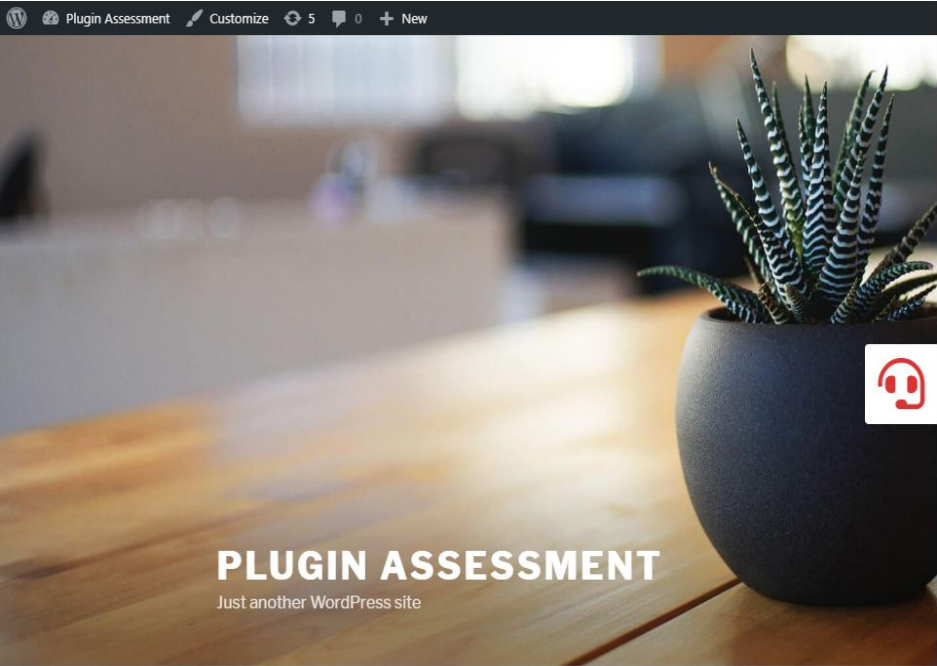 Plugin Assessment Customize 5 0 New
PLUGIN ASSESSMENT
Just another WordPress site